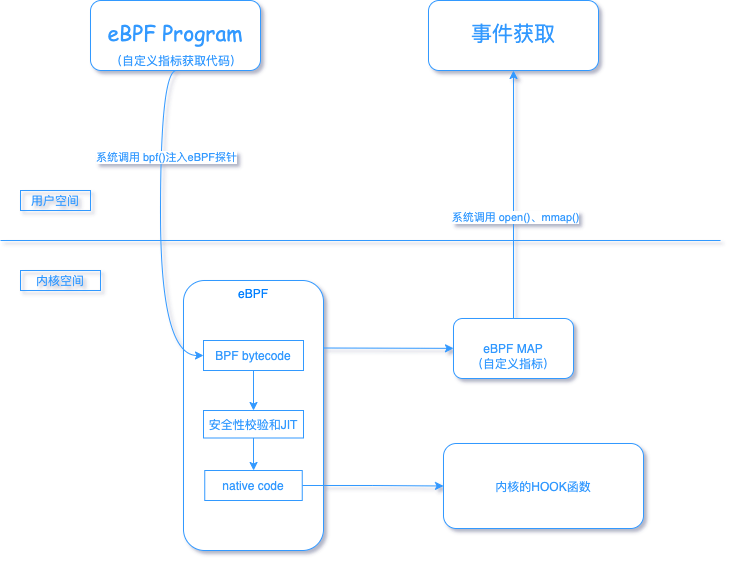 eBPF Program
（自定义指标获取代码）
事件获取
系统调用 bpf()注入eBPF探针
用户空间
系统调用 open()、mmap()
内核空间
eBPF
BPF bytecode
eBPF MAP
（自定义指标）
安全性校验和JIT
native code
内核的HOOK函数